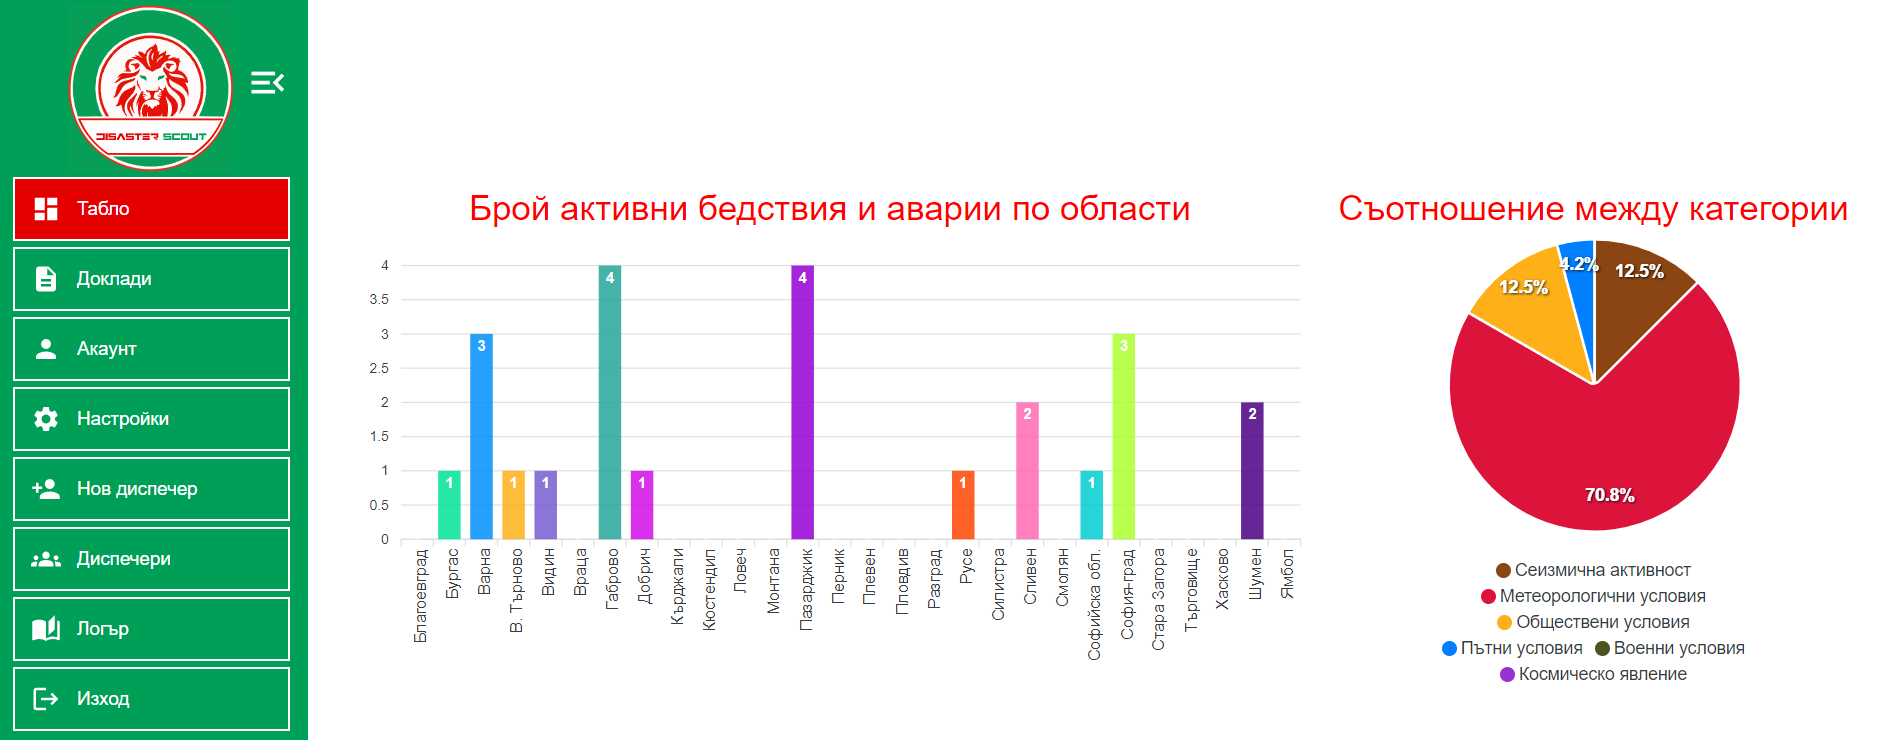 DISASTER SCOUT
Табло
Доклади
Акаунт
Настройки
Нов диспечер
Диспечери
Логър
Изход
Брой активни бедствия и аварии по области
4
3.5
3
2.5
2
1.5
1
0.5
0
1
3
1
1
4
1
4
1
2
1
3
2
Благоевград
Бургас
Варна
В. Търново
Видин
Враца
Габрово
Добрич
Кърджали
Кюстендил
Ловеч
Монтана
Пазарджик
Перник
Плевен
Пловдив
Разград
Русе
Силистра
Сливен
Смолян
Софийска обл.
София-град
Стара Загора
Търговище
Хасково
Шумен
Ямбол
Съотношение между категории
4.2%
12.5%
12.5%
70.8%
Сеизмична активност
Метеорологични условия
Обществени условия
Пътни условия Военни условия
Космическо явление